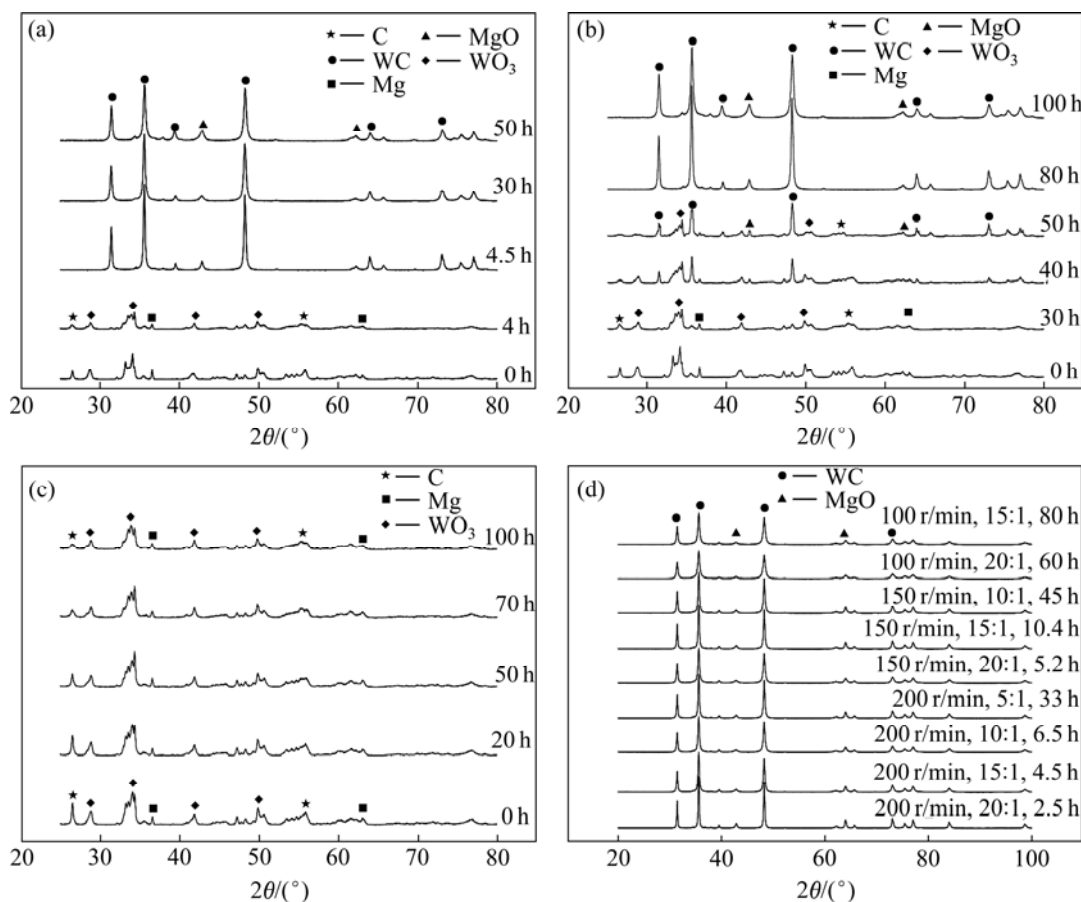 (a)
★ — C
▲ — MgO
● — WC
◆ — WO3
■ — Mg
50 h
30 h
4.5 h
4 h
0 h
20 30 40 50 60 70 80
2θ/(°)
(b)
★ — C
▲ — MgO
● — WC
◆ — WO3
■ — Mg
100 h
80 h
50 h
40 h
30 h
0 h
30 40 50 60 70 80
2θ/(°)
(c)
★ — C
■ — Mg
◆ — WO3
100 h
70 h
50 h
20 h
0 h
20 30 40 50 60 70 80
2θ/(°)
(d)
● — WC
▲ — MgO
100 r/min, 15:1, 80 h
100 r/min, 20:1, 60 h
150 r/min, 10:1, 45 h
150 r/min, 15:1, 10.4 h
150 r/min, 20:1, 5.2 h
200 r/min, 5:1, 33 h
200 r/min, 10:1, 6.5 h
200 r/min, 15:1, 4.5 h
200 r/min, 20:1, 2.5 h
20 40 60 80 100
2θ/(°)